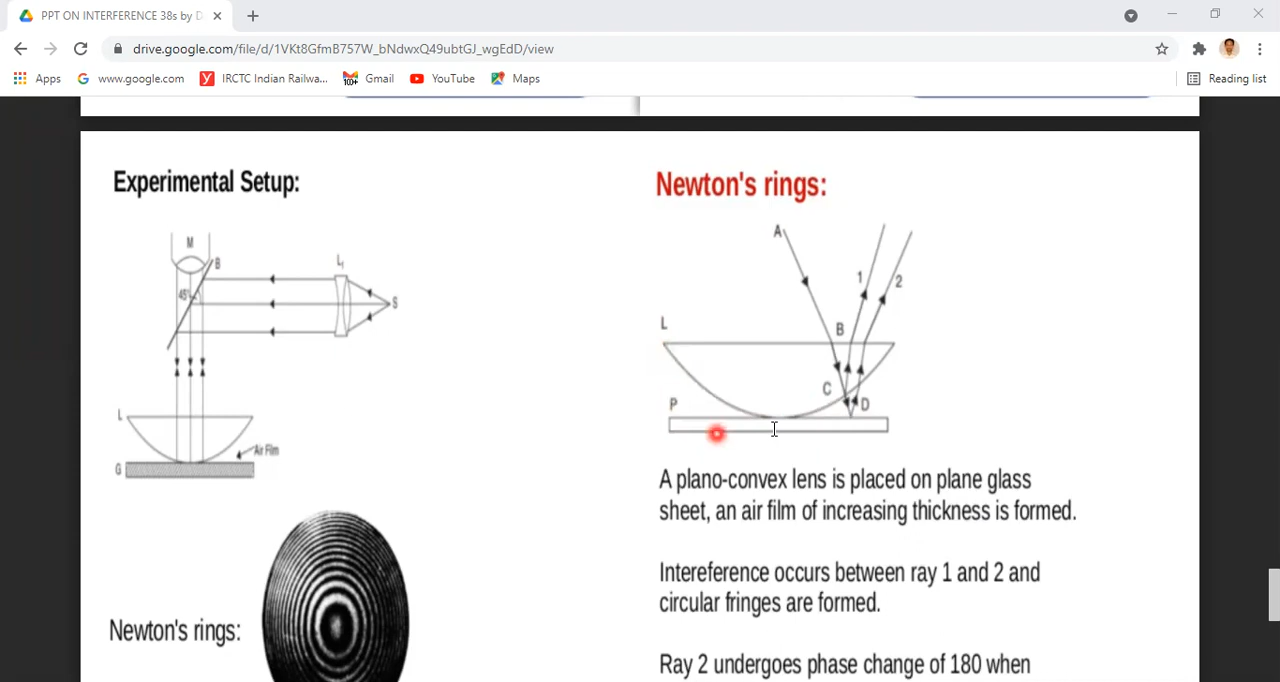 PPT ON INTERFERENCE 38s by D
drive.google.com/file/d/1VKt8GfmB757W_bNdwxQ49ubtGJ_wgEdD/view
Apps www.google.com IRCTC Indian Railwa... Gmail YouTube Maps Reading list
Experimental Setup:
M
B
L₁
45°
S
L
Air Film
G
Newton's rings:
Newton's rings:
A
1
2
L
B
C
P
D
A plano-convex lens is placed on plane glass
sheet, an air film of increasing thickness is formed.
Intereference occurs between ray 1 and 2 and
circular fringes are formed.
Ray 2 undergoes phase change of 180 when